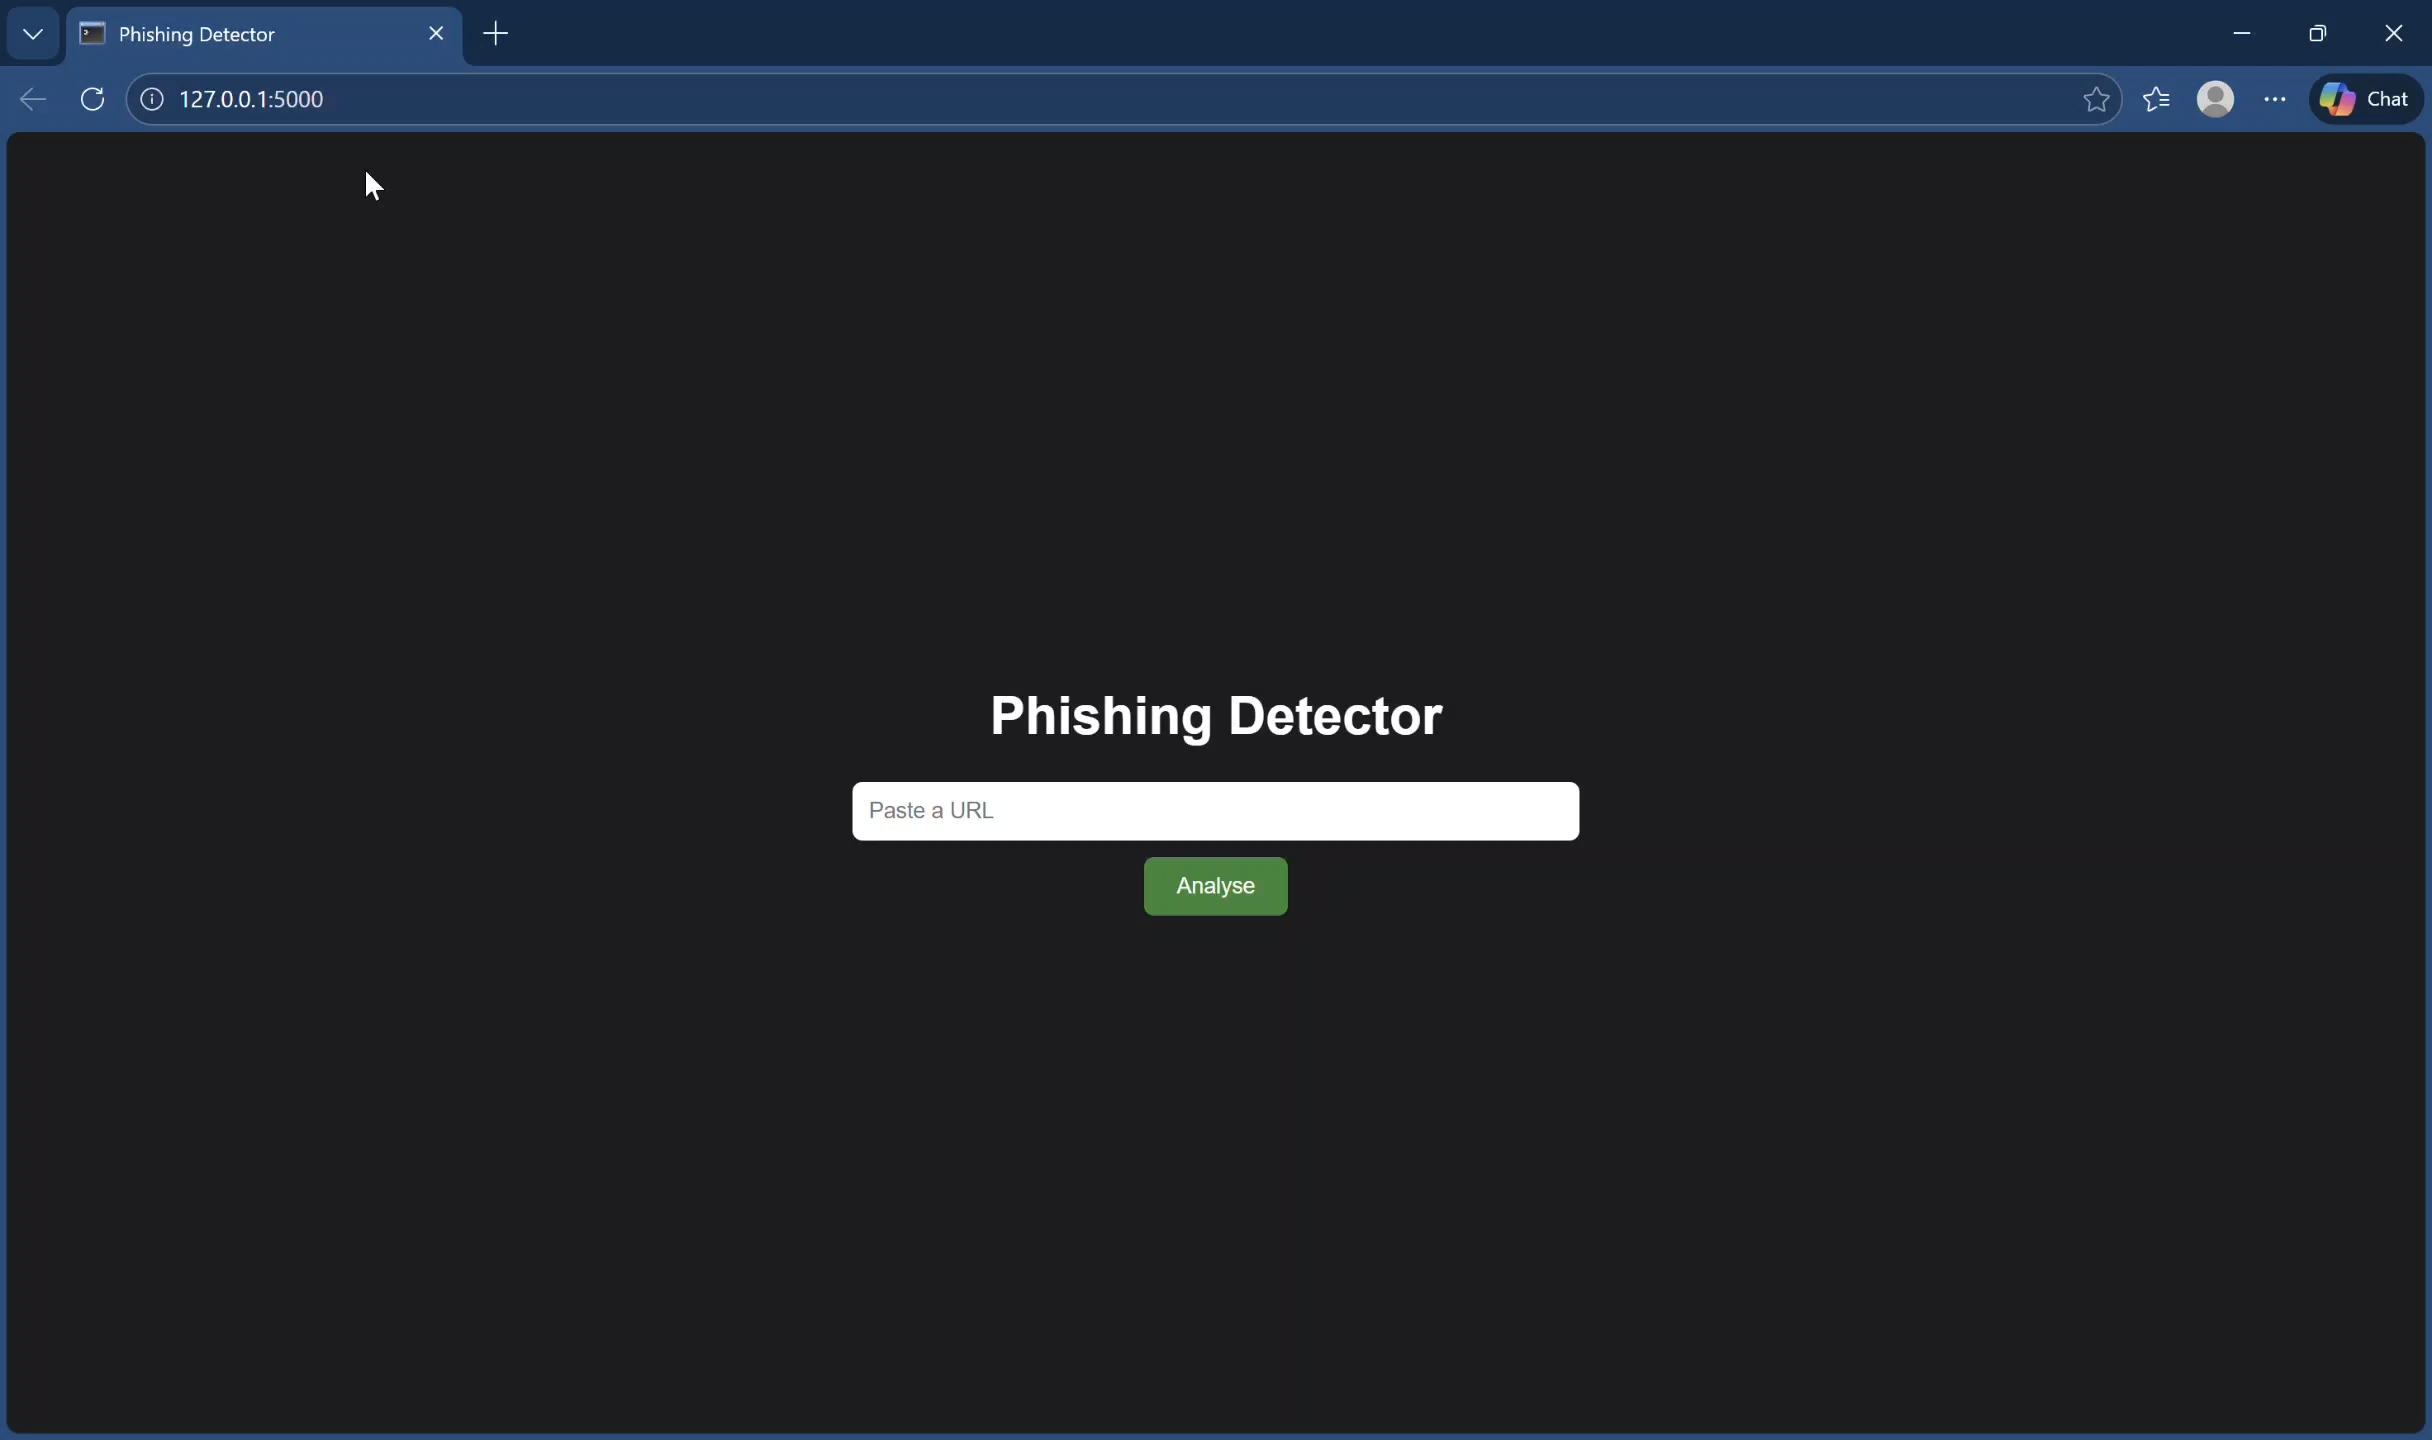 Phishing Detector
127.0.0.1:5000
Chat
Phishing Detector
Paste a URL
Analyse